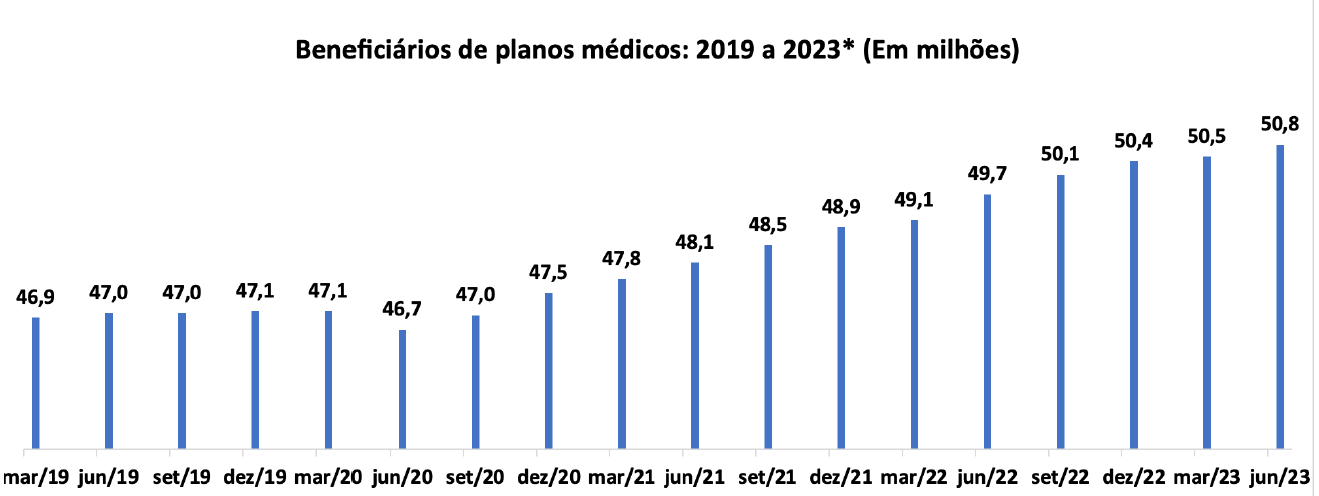 Beneficiários de planos médicos: 2019 a 2023* (Em milhões)
46,9 47,0 47,0 47,1 47,1 46,7 47,0 47,5 47,8 48,1 48,5 48,9 49,1 49,7 50,1 50,4 50,5 50,8
mar/19 jun/19 set/19 dez/19 mar/20 jun/20 set/20 dez/20 mar/21 jun/21 set/21 dez/21 mar/22 jun/22 set/22 dez/22 mar/23 jun/23